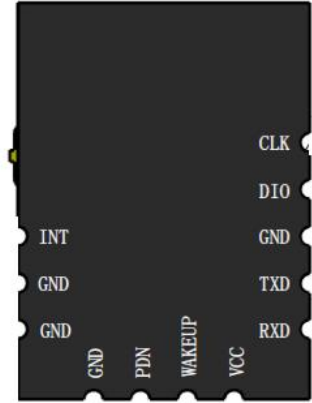 CLK
DIO
INT
GND
GND
TXD
GND
RXD
GND
PDN
WAKEUP
VCC